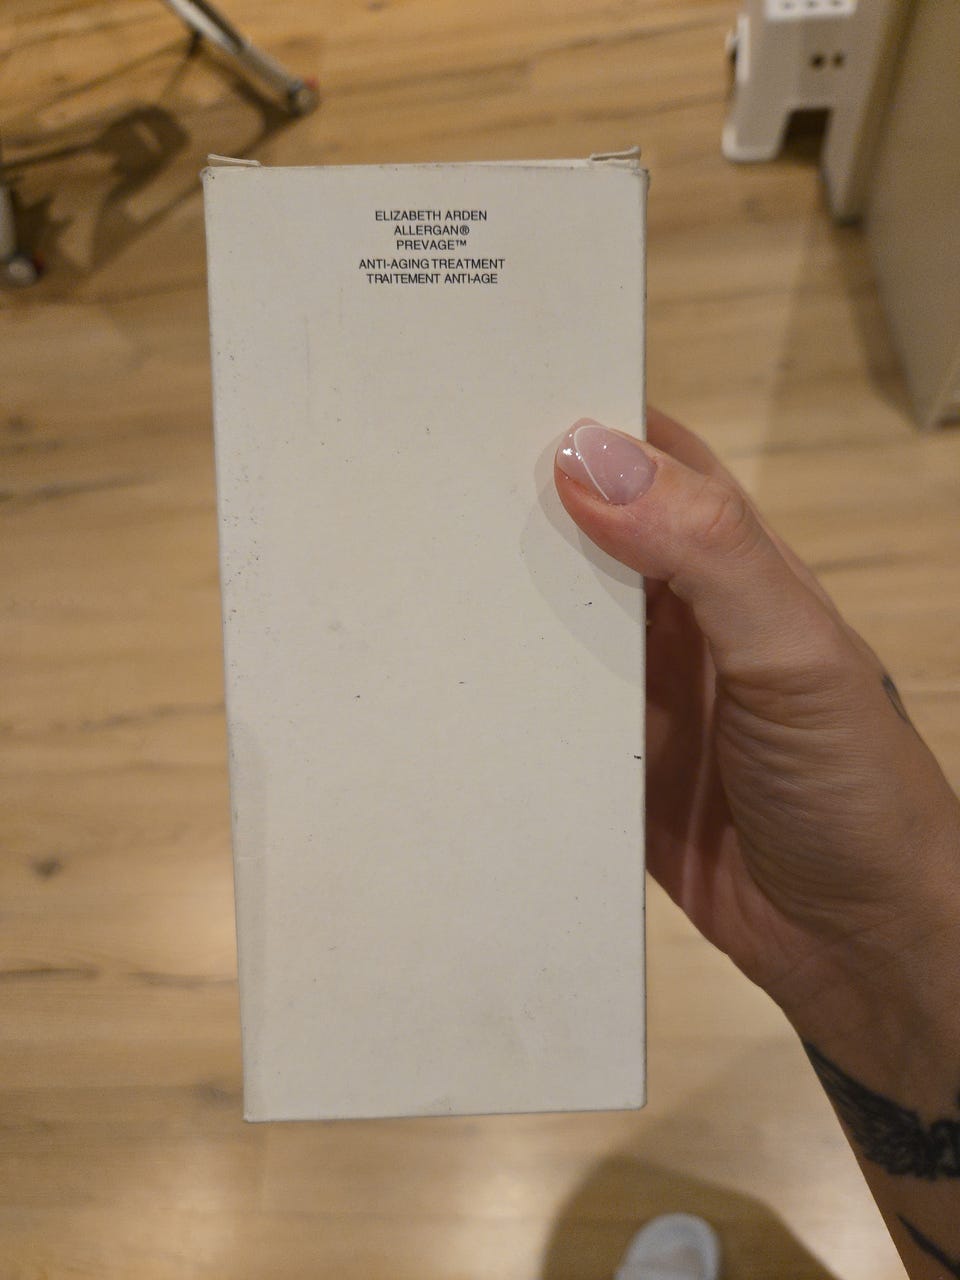 ELIZABETH ARDEN
ALLERGAN®
PREVAGE™
ANTI-AGING TREATMENT
TRAITEMENT ANTI-AGE